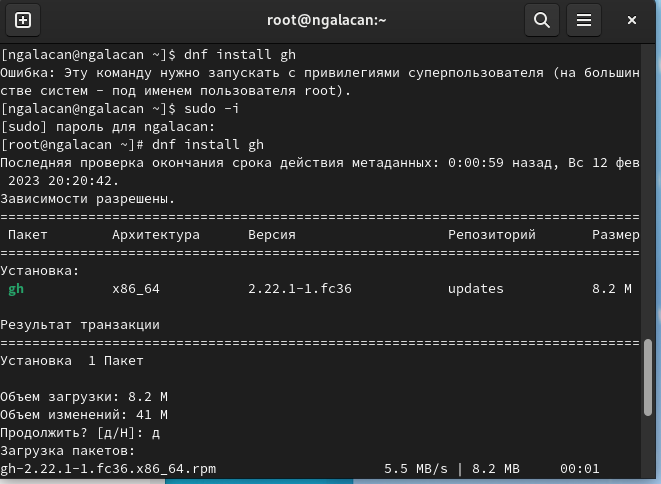 root@ngalacan:~
[ngalacan@ngalacan ~]$ dnf install gh
Ошибка: Эту команду нужно запускать с привилегиями суперпользователя (на большин
стве систем - под именем пользователя root).
[ngalacan@ngalacan ~]$ sudo -i
[sudo] пароль для ngalacan:
[root@ngalacan ~]# dnf install gh
Последняя проверка окончания срока действия метаданных: 0:00:59 назад, Вс 12 фев
 2023 20:20:42.
Зависимости разрешены.
================================================================================
 Пакет        Архитектура      Версия                   Репозиторий       Размер
================================================================================
Установка:
 gh           x86_64           2.22.1-1.fc36            updates           8.2 M

Результат транзакции
================================================================================
Установка  1 Пакет

Объем загрузки: 8.2 M
Объем изменений: 41 M
Продолжить? [д/Н]: д
Загрузка пакетов:
gh-2.22.1-1.fc36.x86_64.rpm                     5.5 MB/s | 8.2 MB     00:01